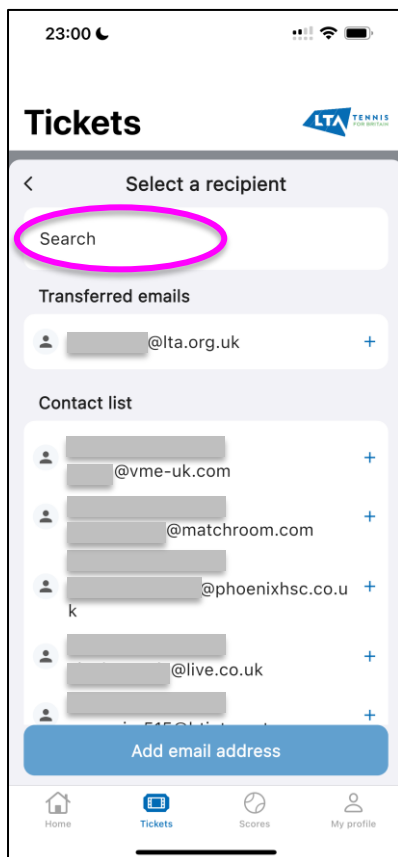 23:00
Tickets
LTA TENNIS
FOR BRITAIN
Select a recipient
Search
Transferred emails
@lta.org.uk
Contact list
@vme-uk.com
@matchroom.com
@phoenixhsc.co.u
k
@live.co.uk
Add email address
Home Tickets Scores My profile